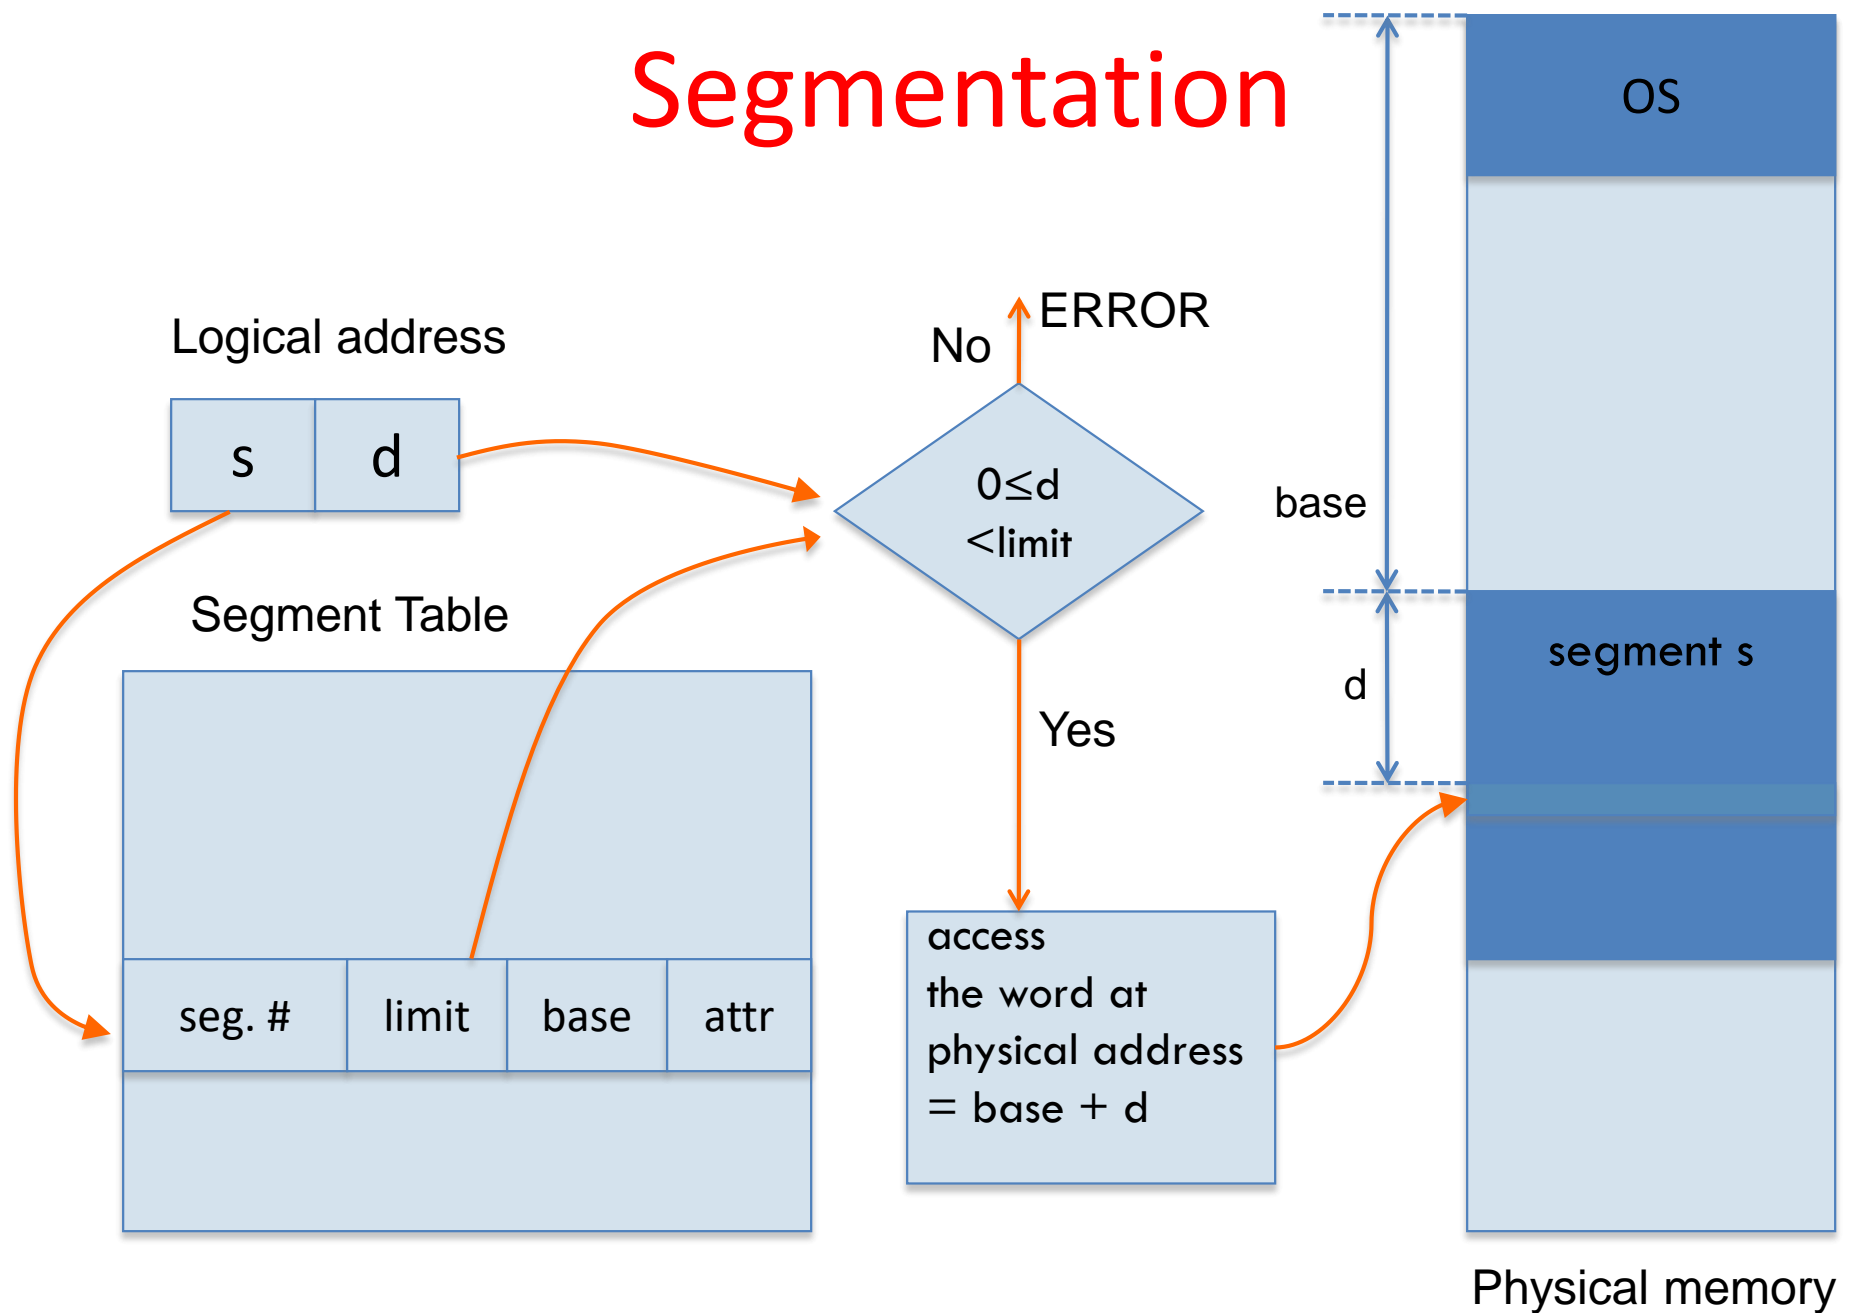 Segmentation
OS
Logical address
s d
No
ERROR
0≤d
<limit
base
Segment Table
segment s
d
Yes
seg. # limit base attr
access
the word at
physical address
= base + d
Physical memory